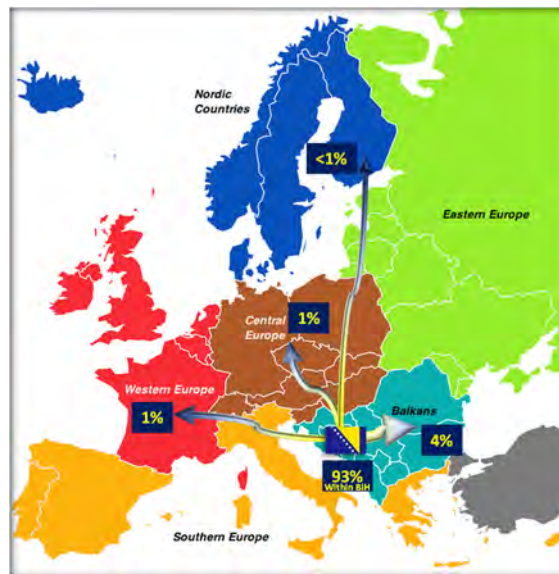 Nordic
Countries
<1%
Eastern Europe
Central
Europe
1%
Western Europe
1%
Balkans
4%
93%
Within BiH
Southern Europe